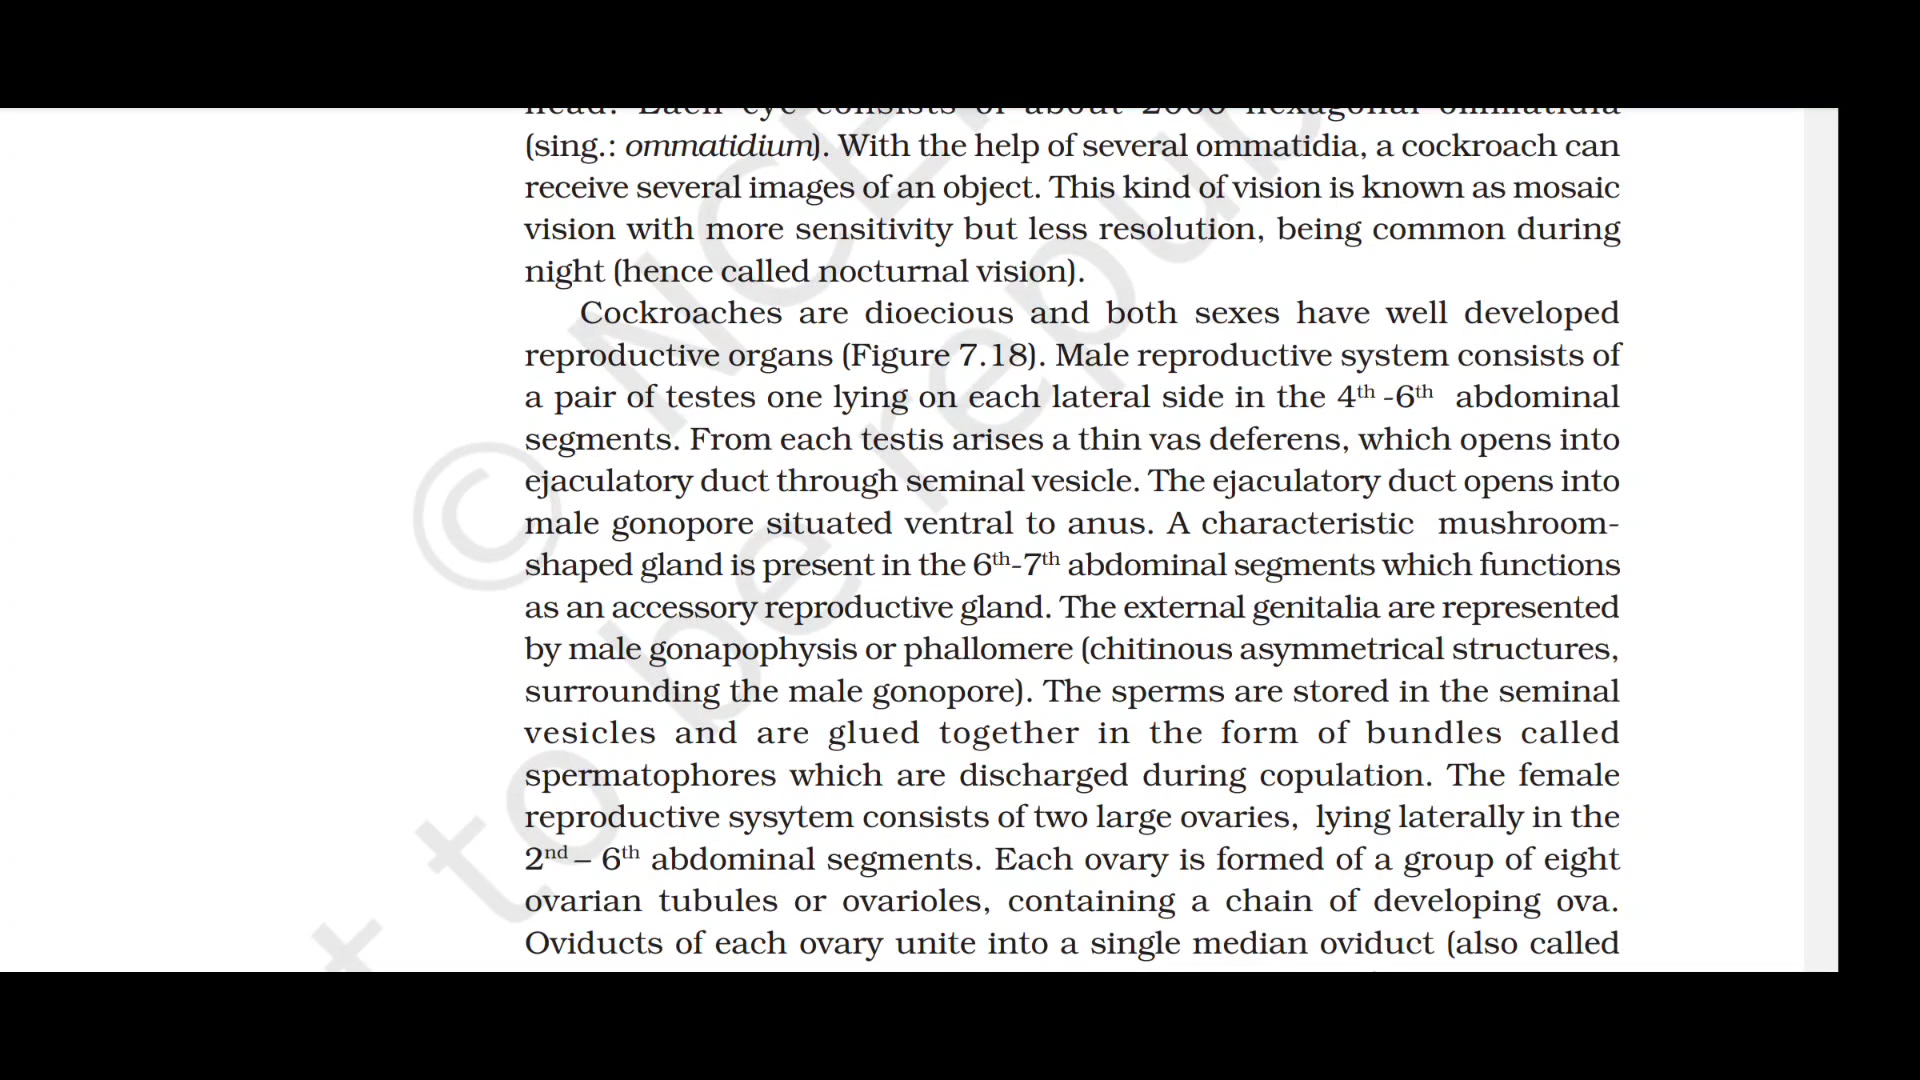 head. Each eye consists of about 2000 hexagonal ommatidia
(sing.: ommatidium). With the help of several ommatidia, a cockroach can
receive several images of an object. This kind of vision is known as mosaic
vision with more sensitivity but less resolution, being common during
night (hence called nocturnal vision).
Cockroaches are dioecious and both sexes have well developed
reproductive organs (Figure 7.18). Male reproductive system consists of
a pair of testes one lying on each lateral side in the 4th -6th abdominal
segments. From each testis arises a thin vas deferens, which opens into
ejaculatory duct through seminal vesicle. The ejaculatory duct opens into
male gonopore situated ventral to anus. A characteristic mushroom-
shaped gland is present in the 6th-7th abdominal segments which functions
as an accessory reproductive gland. The external genitalia are represented
by male gonapophysis or phallomere (chitinous asymmetrical structures,
surrounding the male gonopore). The sperms are stored in the seminal
vesicles and are glued together in the form of bundles called
spermatophores which are discharged during copulation. The female
reproductive sysytem consists of two large ovaries, lying laterally in the
2nd – 6th abdominal segments. Each ovary is formed of a group of eight
ovarian tubules or ovarioles, containing a chain of developing ova.
Oviducts of each ovary unite into a single median oviduct (also called